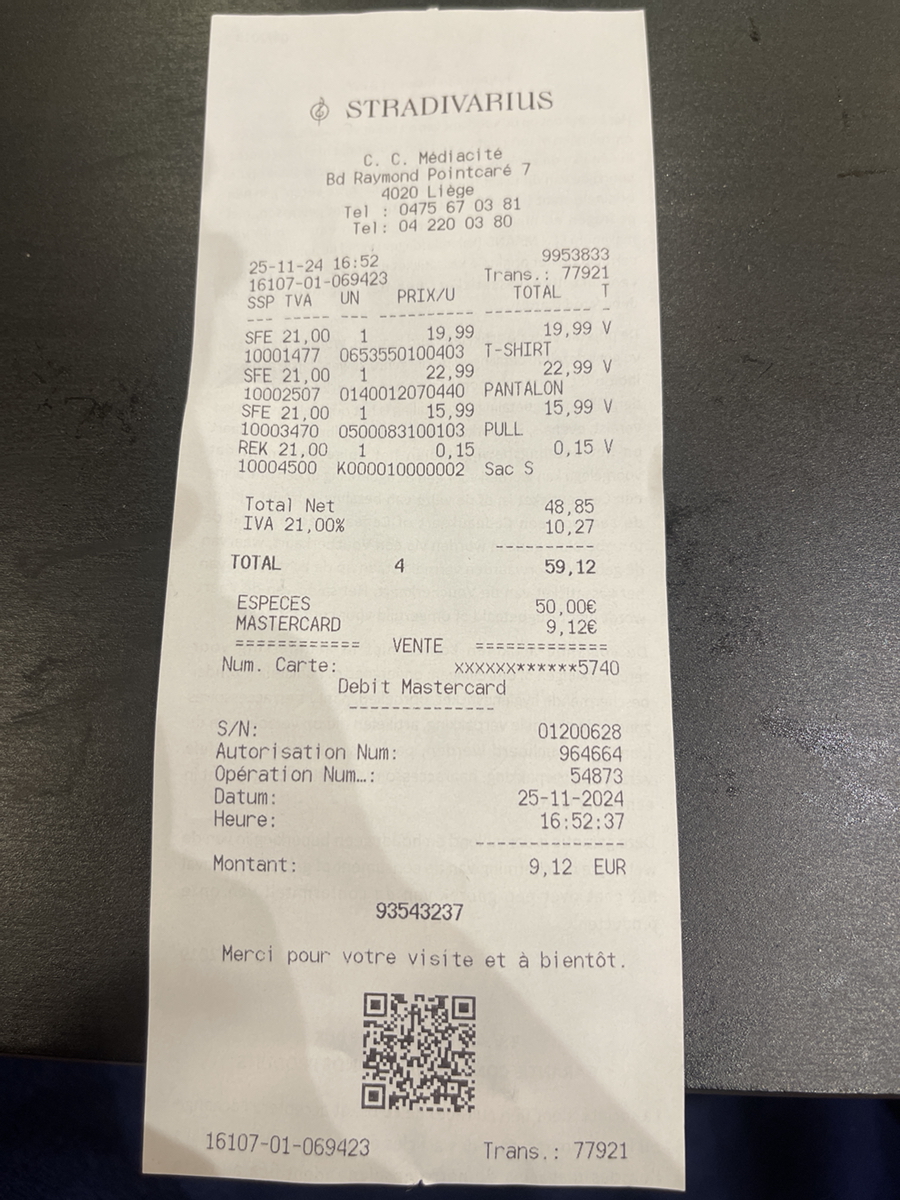 STRADIVARIUS
C. C. Médiacité
Bd Raymond Pointcaré 7
4020 Liège
Tel : 0475 67 03 81
Tel: 04 220 03 80
25-11-24 16:52 9953833
16107-01-069423 Trans.: 77921
SSP TVA UN PRIX/U TOTAL T
--- ----- --- ---------- ----------- -
SFE 21,00 1 19,99 19,99 V
10001477 0653550100403 T-SHIRT
SFE 21,00 1 22,99 22,99 V
10002507 0140012070440 PANTALON
SFE 21,00 1 15,99 15,99 V
10003470 0500083100103 PULL
REK 21,00 1 0,15 0,15 V
10004500 K000010000002 Sac S
Total Net 48,85
IVA 21,00% 10,27
----------
TOTAL 4 59,12
ESPECES 50,00€
MASTERCARD 9,12€
============ VENTE =============
Num. Carte: XXXXXX******5740
Debit Mastercard
--------------
S/N: 01200628
Autorisation Num: 964664
Opération Num…: 54873
Datum: 25-11-2024
Heure: 16:52:37
--------------
Montant: 9,12 EUR
93543237
Merci pour votre visite et à bientôt.
16107-01-069423 Trans.: 77921